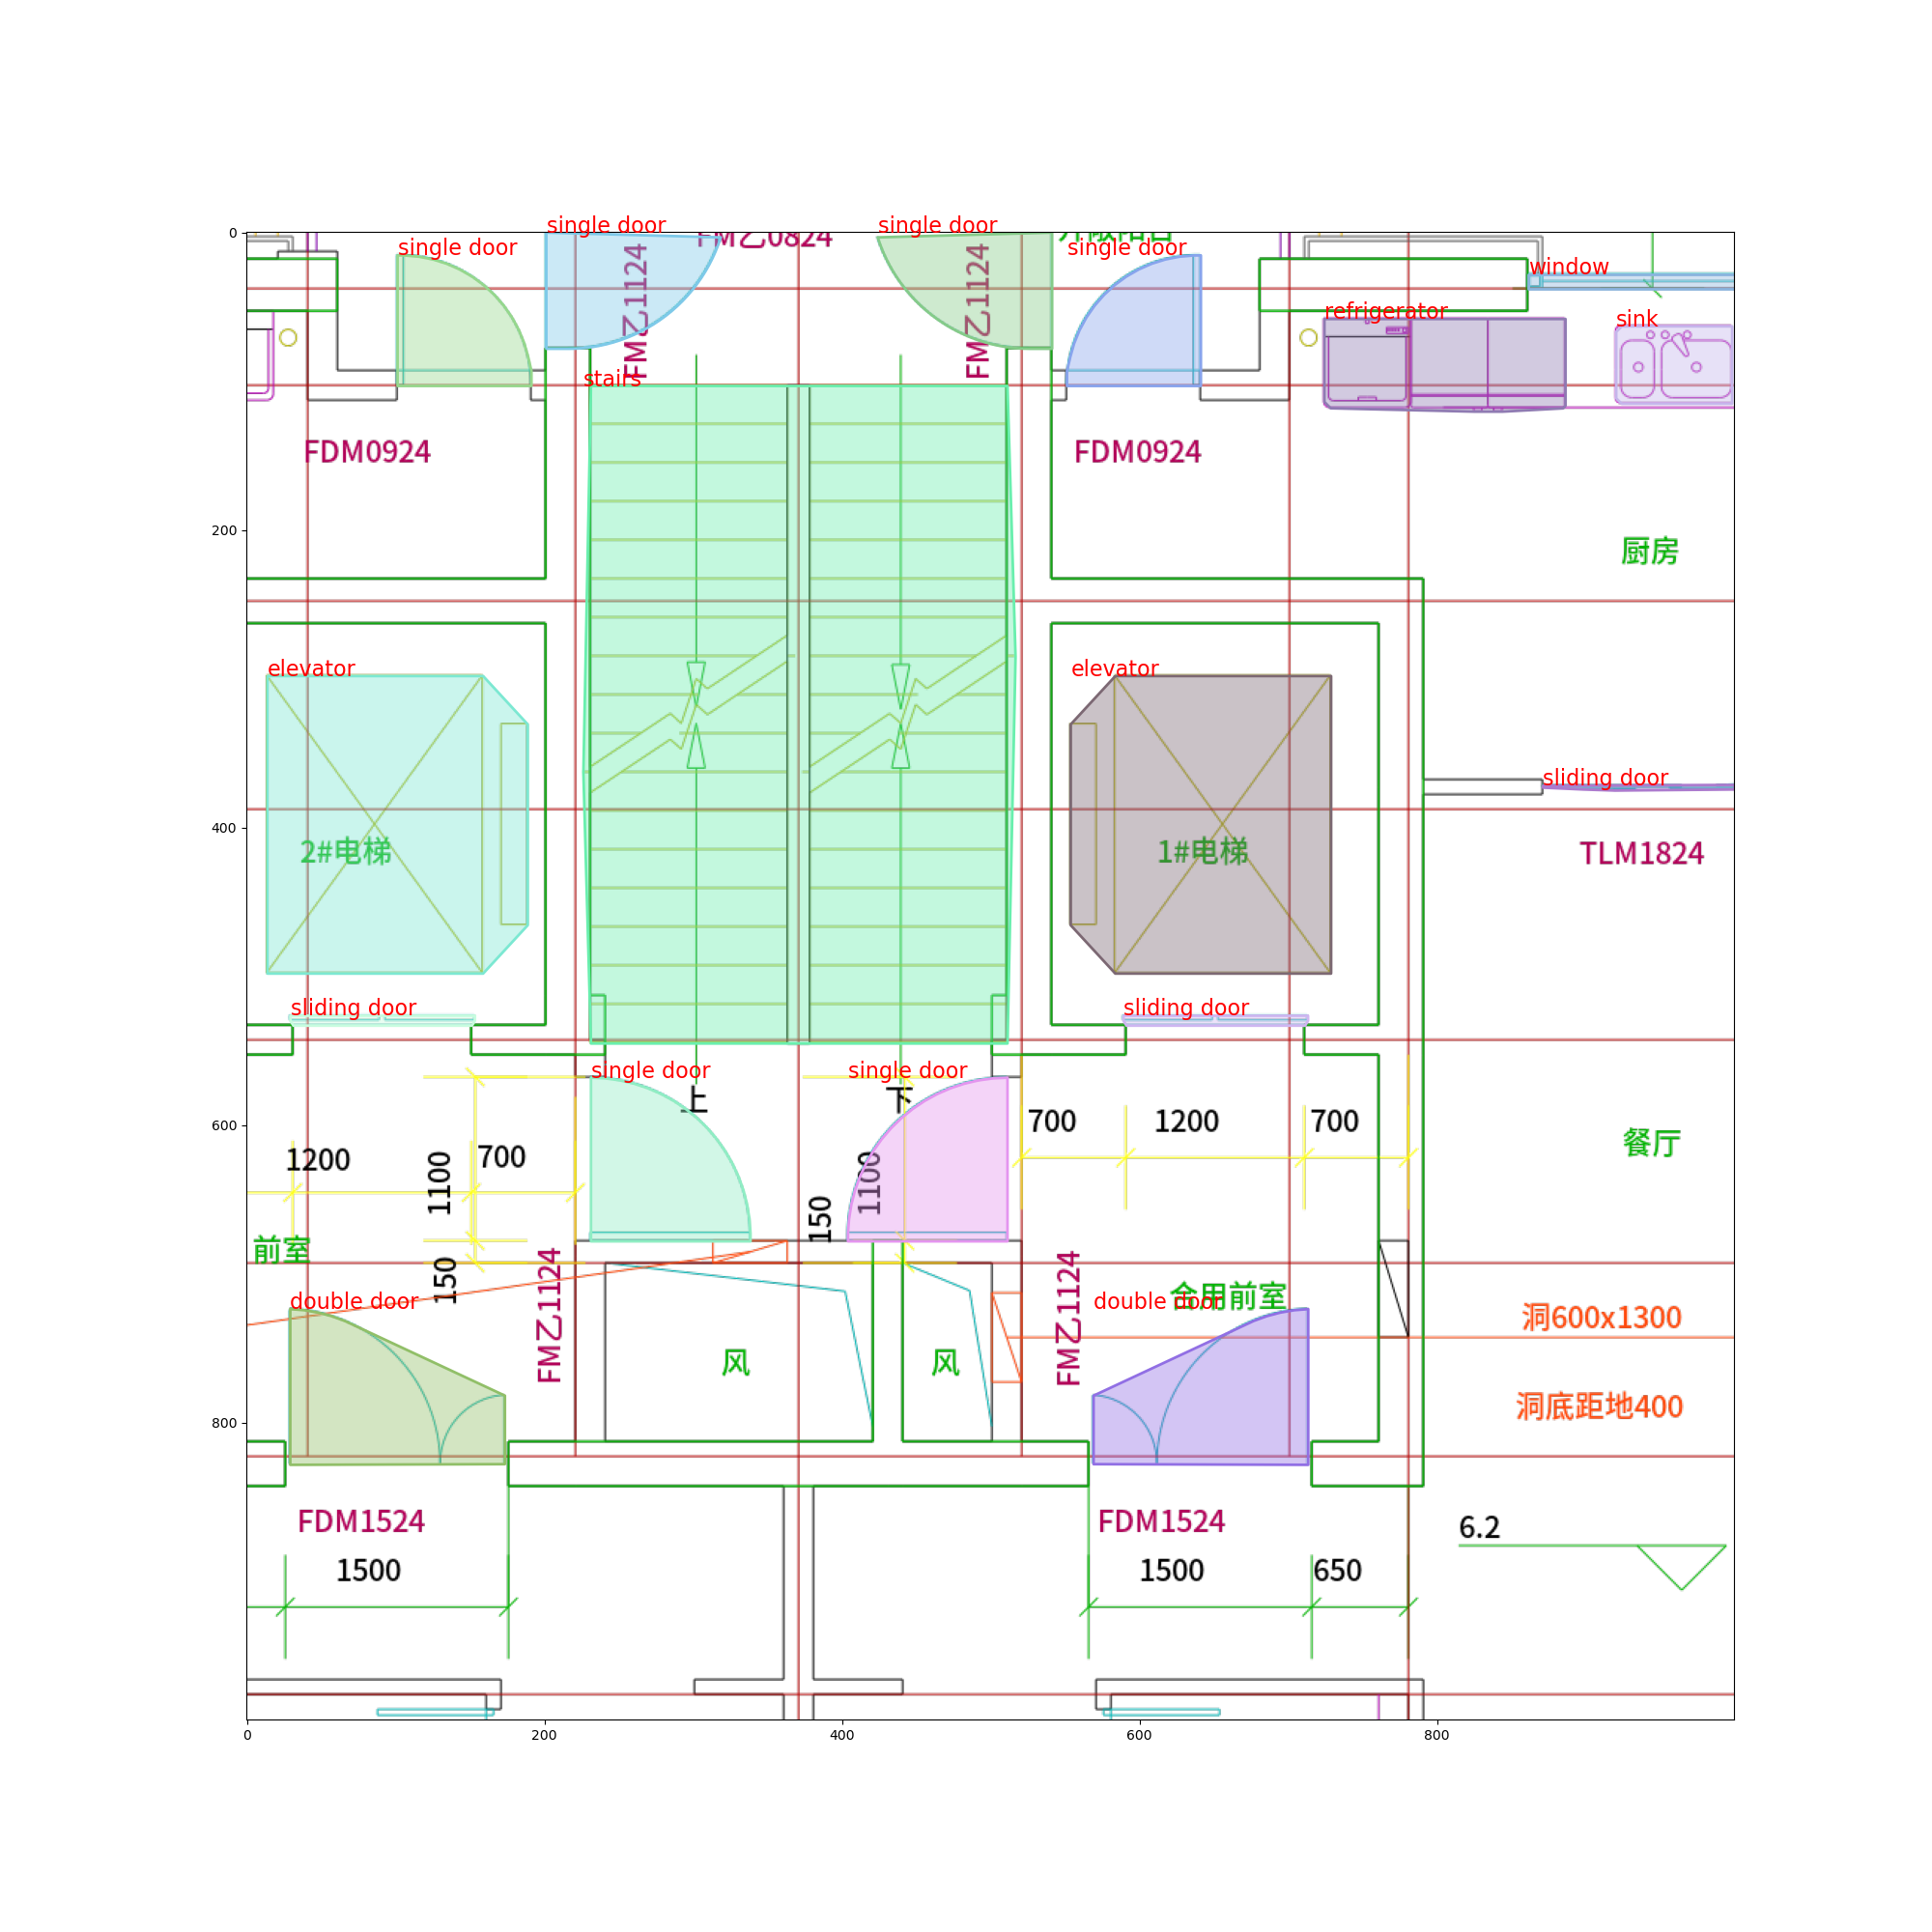 single door
single door
FM乙0824
single door
single door
FM乙1124
FM乙1124
window
refrigerator
sink
stairs
FDM0924
FDM0924
厨房
elevator
elevator
sliding door
2#电梯
1#电梯
TLM1824
sliding door
sliding door
single door
single door
上
下
700
1200
700
餐厅
1200
1100
700
1100
150
前室
150
FM乙1124
FM乙1124
double door
double door
合用前室
洞600x1300
风
风
洞底距地400
FDM1524
FDM1524
6.2
1500
1500
650
0
200
400
600
800
0
200
400
600
800